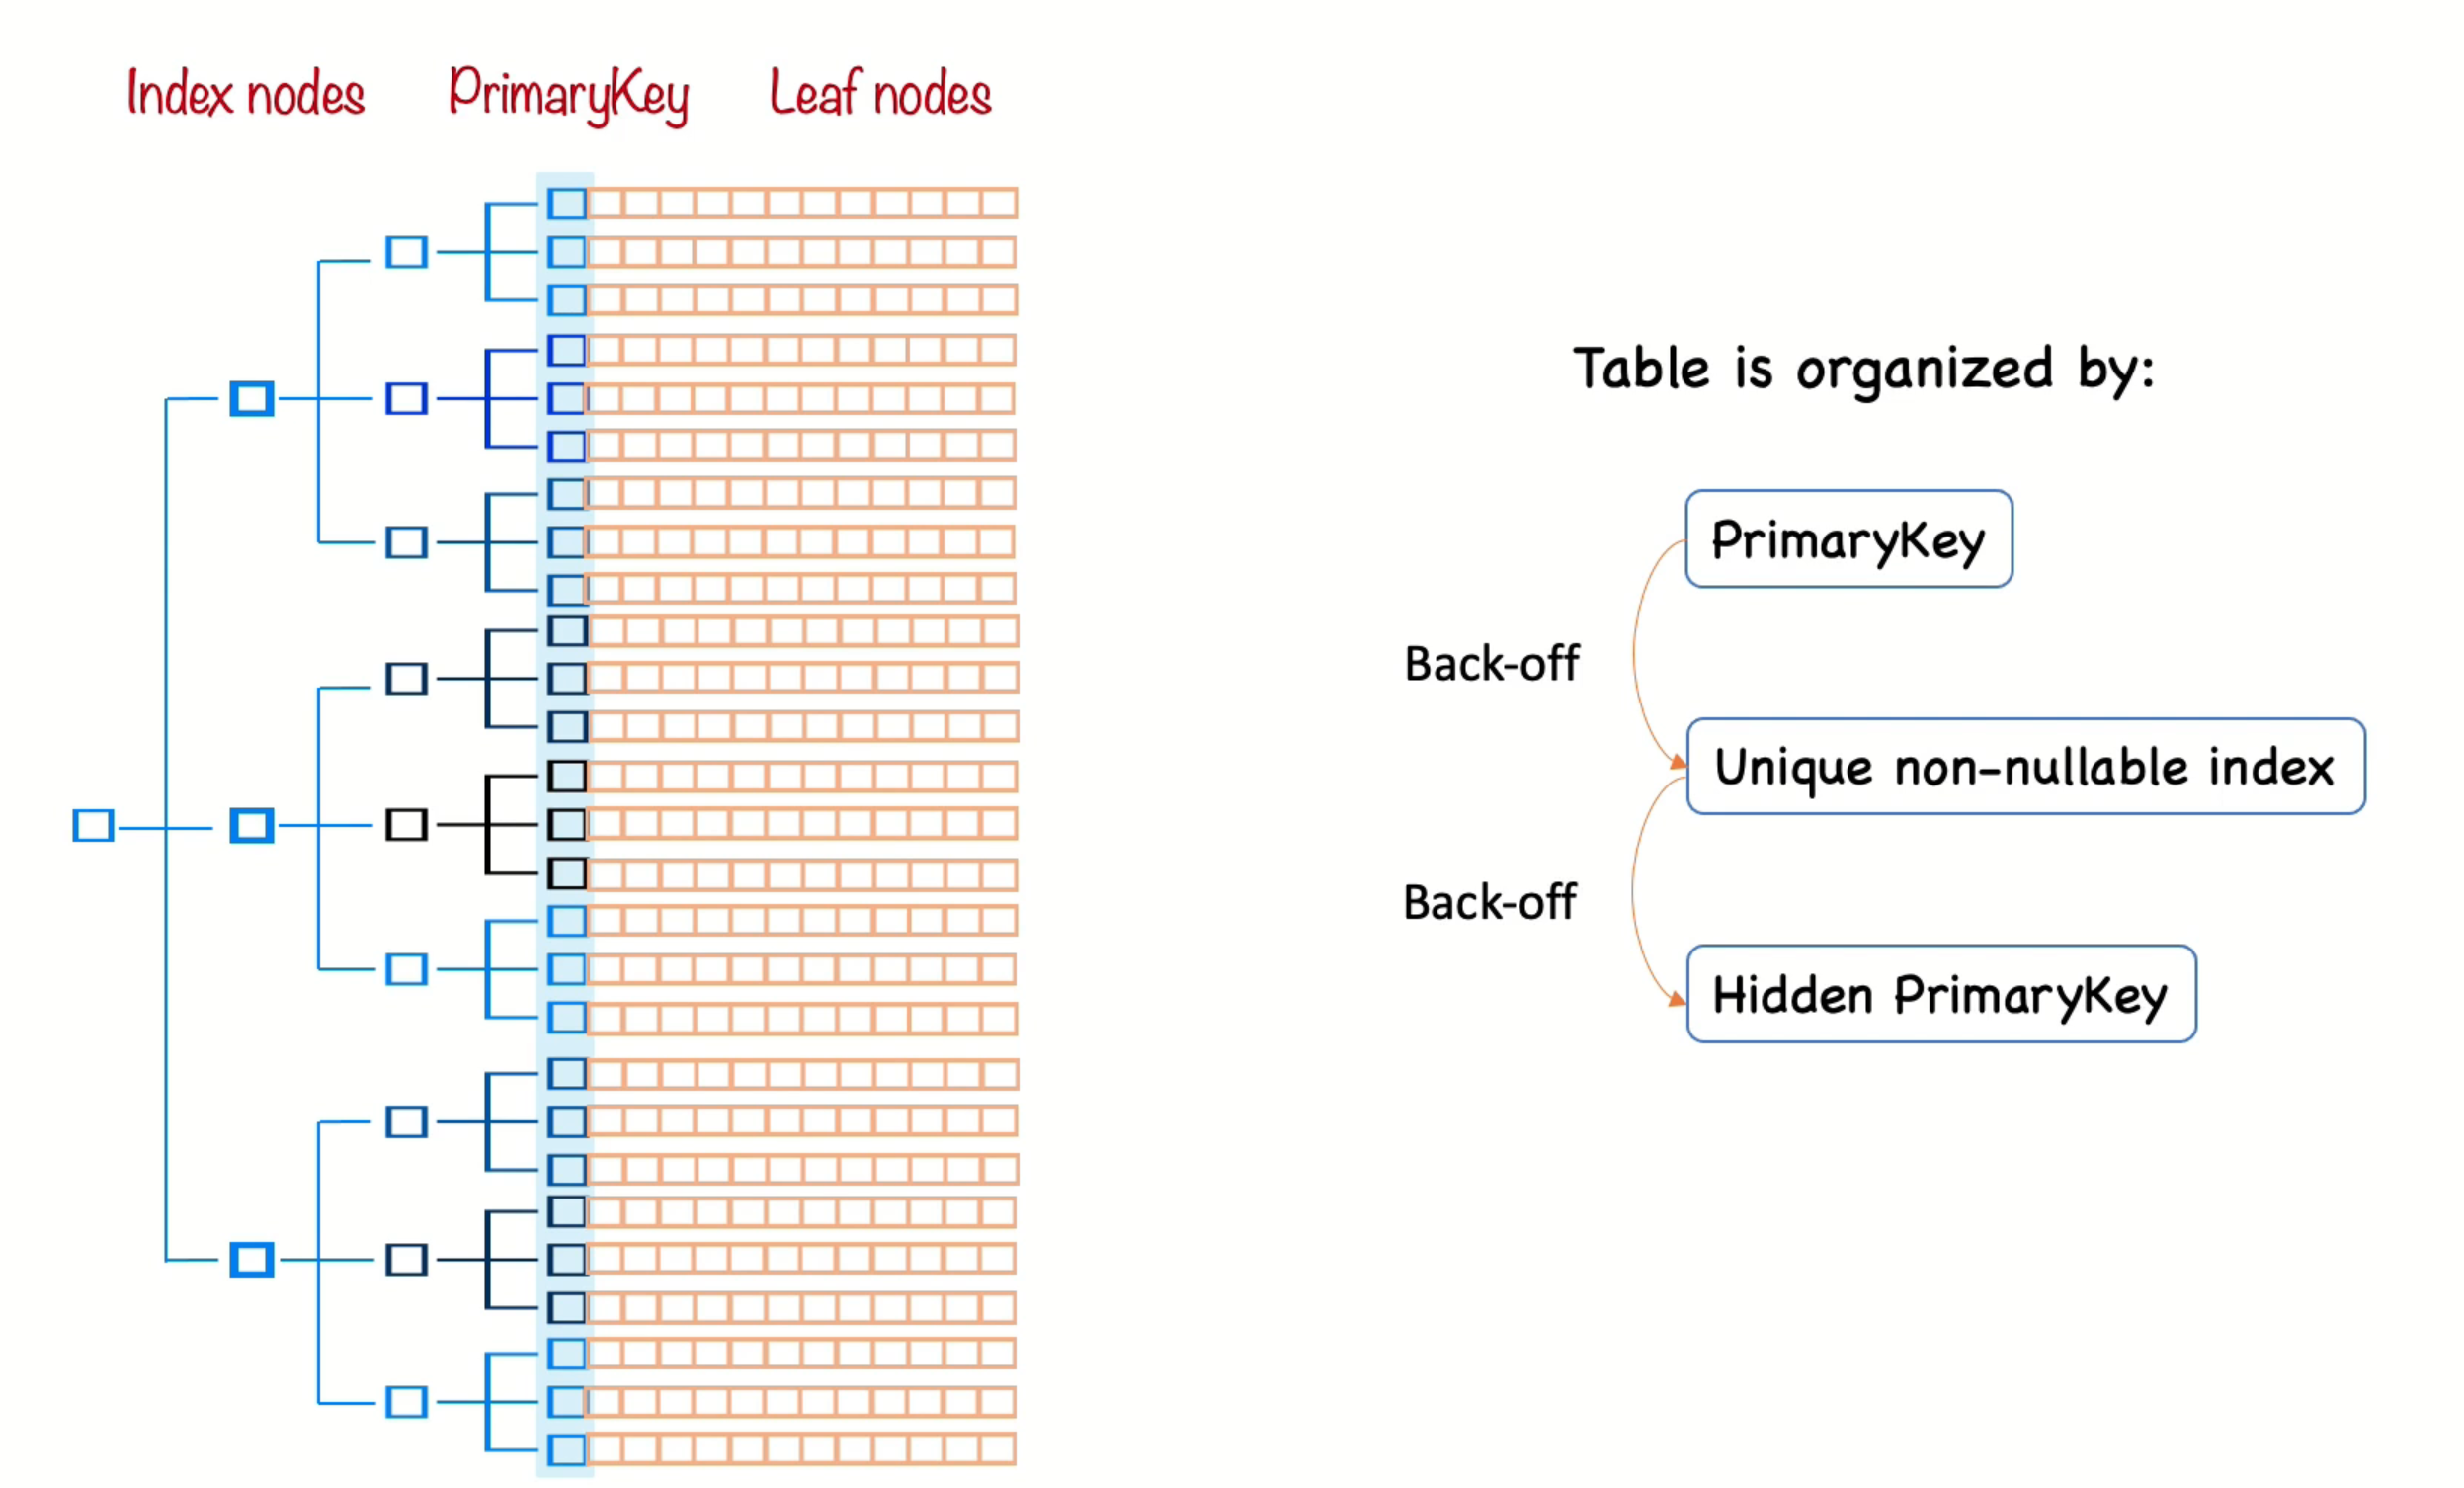 Index nodes PrimaryKey Leaf nodes
Table is organized by:
PrimaryKey
Back-off
Unique non-nullable index
Back-off
Hidden PrimaryKey